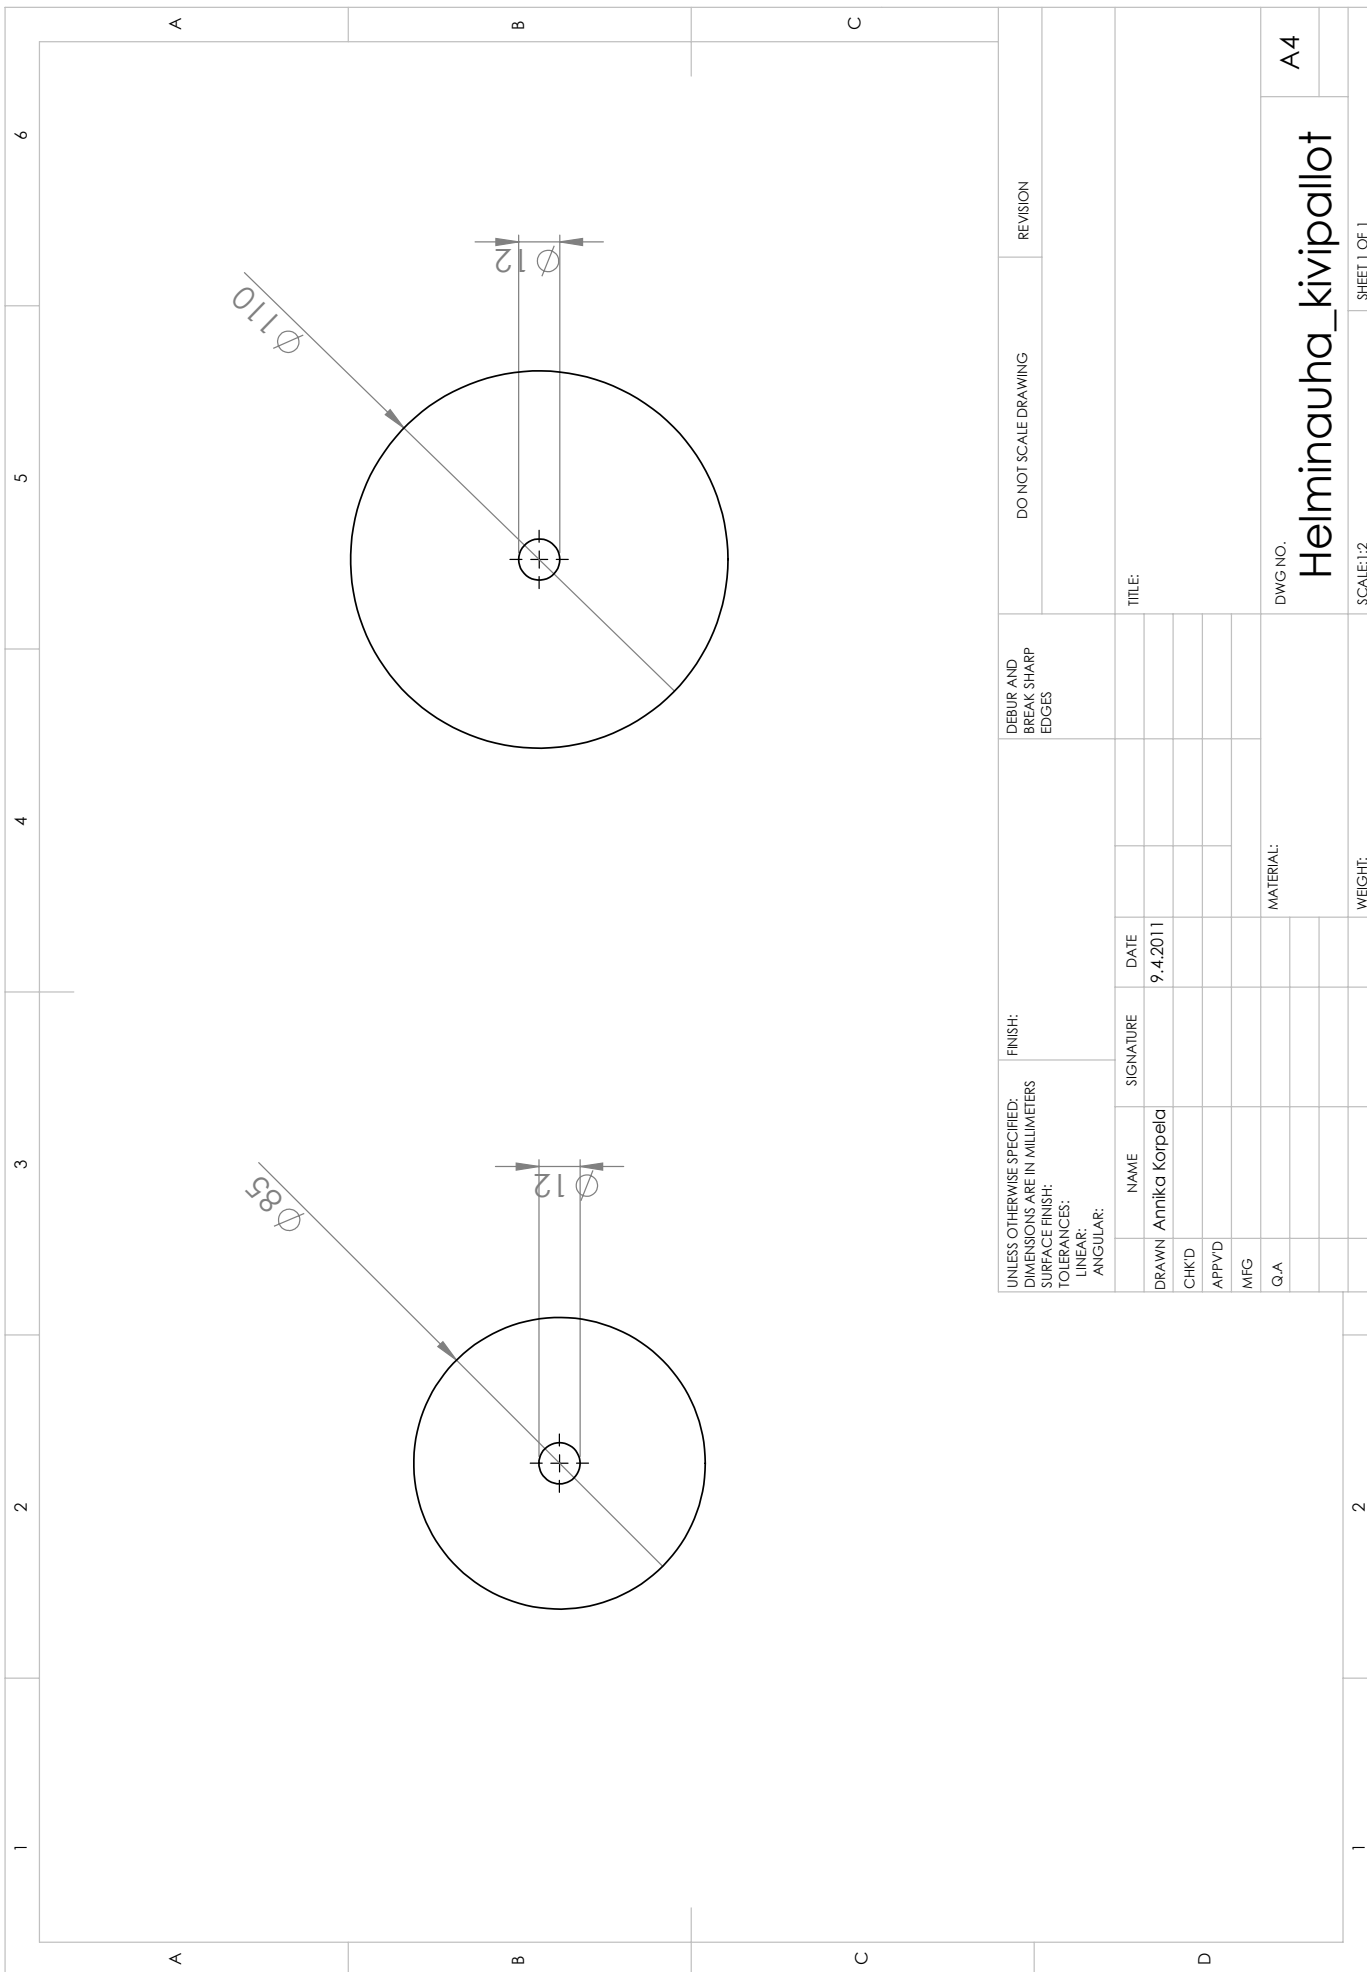 6
5
4
3
2
1
A
B
C
A
B
C
D
2
1
Ø110
Ø12
Ø85
Ø12
UNLESS OTHERWISE SPECIFIED:
DIMENSIONS ARE IN MILLIMETERS
SURFACE FINISH:
TOLERANCES:
LINEAR:
ANGULAR:
FINISH:
DEBUR AND
BREAK SHARP
EDGES
DO NOT SCALE DRAWING
REVISION
NAME
SIGNATURE
DATE
DRAWN
Annika Korpela
9.4.2011
CHK'D
APPV'D
MFG
Q.A
TITLE:
MATERIAL:
DWG NO.
Helminauha_kivipallot
A4
WEIGHT:
SCALE:1:2
SHEET 1 OF 1